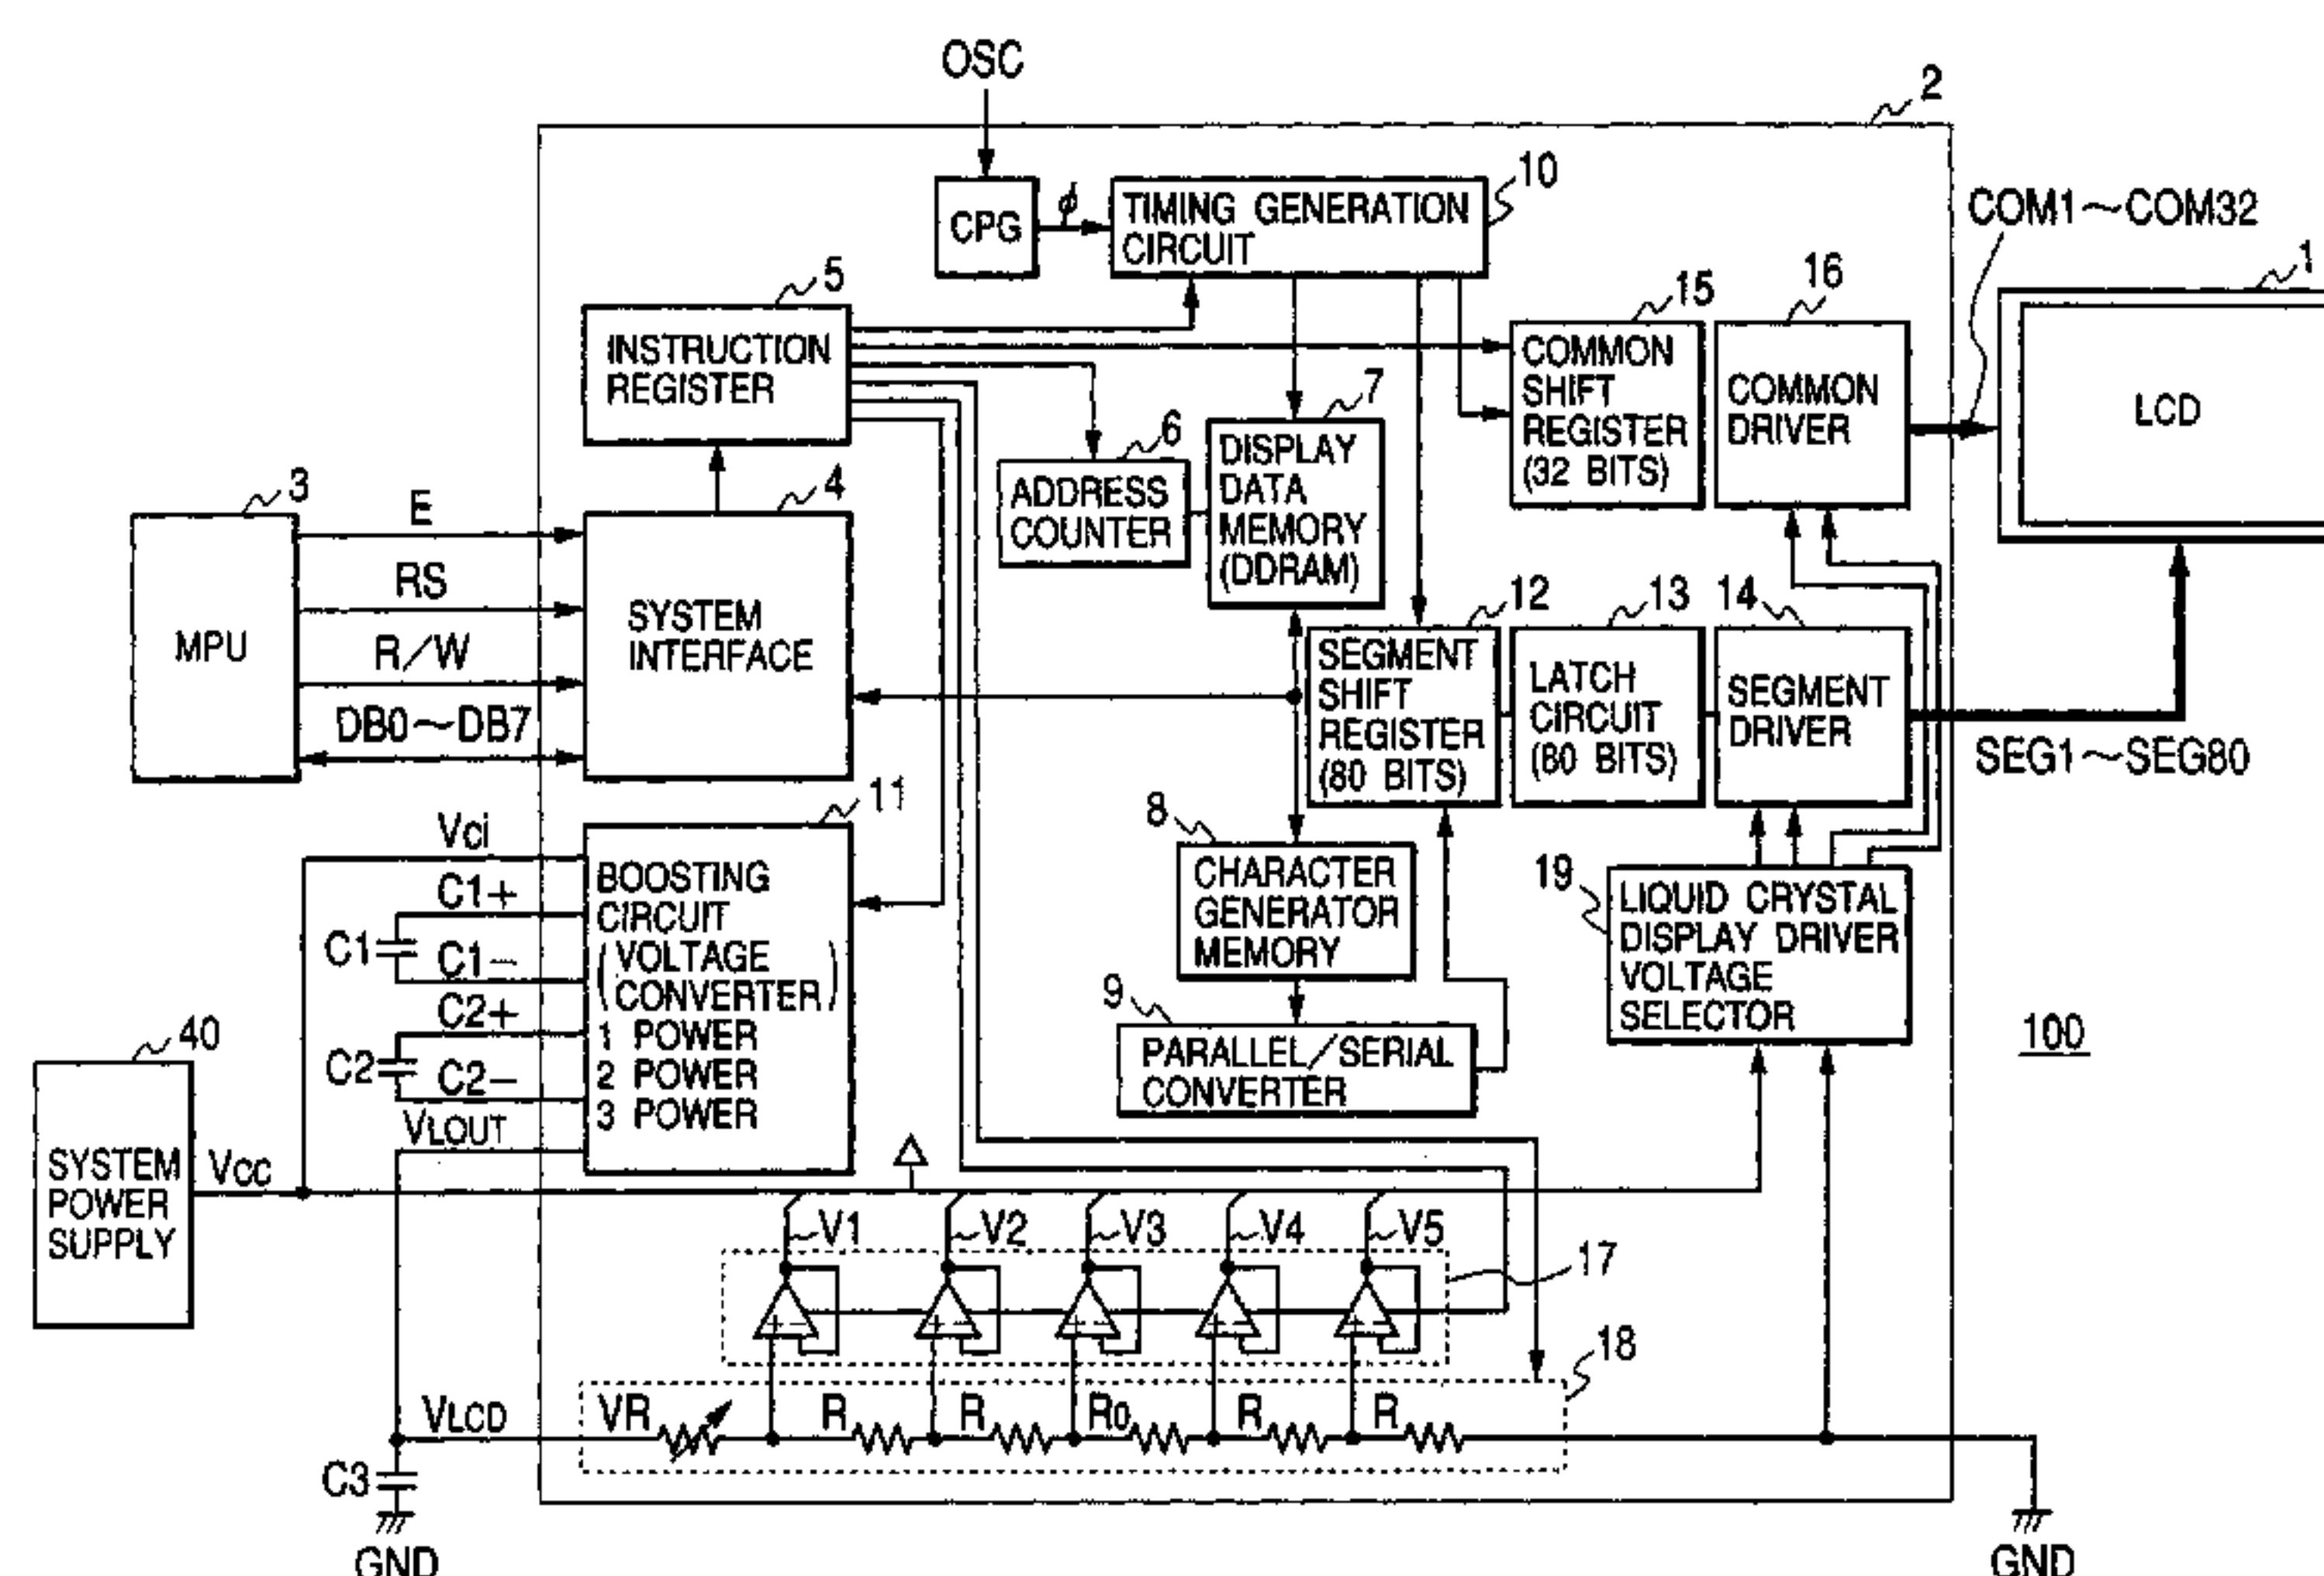 OSC
2
CPG
ϕ
TIMING GENERATION
CIRCUIT
10
COM1～COM32
1
LCD
5
INSTRUCTION
REGISTER
15
COMMON
SHIFT
REGISTER
(32 BITS)
16
COMMON
DRIVER
7
DISPLAY
DATA
MEMORY
(DDRAM)
6
ADDRESS
COUNTER
3
MPU
E
RS
R/W
DB0～DB7
4
SYSTEM
INTERFACE
12
SEGMENT
SHIFT
REGISTER
(80 BITS)
13
LATCH
CIRCUIT
(80 BITS)
14
SEGMENT
DRIVER
SEG1～SEG80
11
BOOSTING
CIRCUIT
(VOLTAGE
CONVERTER)
1 POWER
2 POWER
3 POWER
Vci
C1+
C1
C1−
C2+
C2
C2−
VLOUT
8
CHARACTER
GENERATOR
MEMORY
9
PARALLEL/SERIAL
CONVERTER
19
LIQUID CRYSTAL
DISPLAY DRIVER
VOLTAGE
SELECTOR
100
40
SYSTEM
POWER
SUPPLY
Vcc
V1
V2
V3
V4
V5
17
+ −
+ −
+ −
+ −
+ −
18
VLCD
VR
R
R
R0
R
R
C3
GND
GND